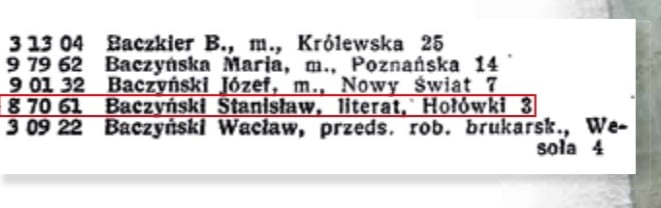 3 13 04 Baczkier B., m., Królewska 25
9 79 62 Baczyńska Maria, m., Poznańska 14
9 01 32 Baczyński Józef, m., Nowy Świat 7
8 70 61 Baczyński Stanisław, literat, Hołówki 3
3 09 22 Baczyński Wacław, przeds. rob. brukarsk., We-
soła 4